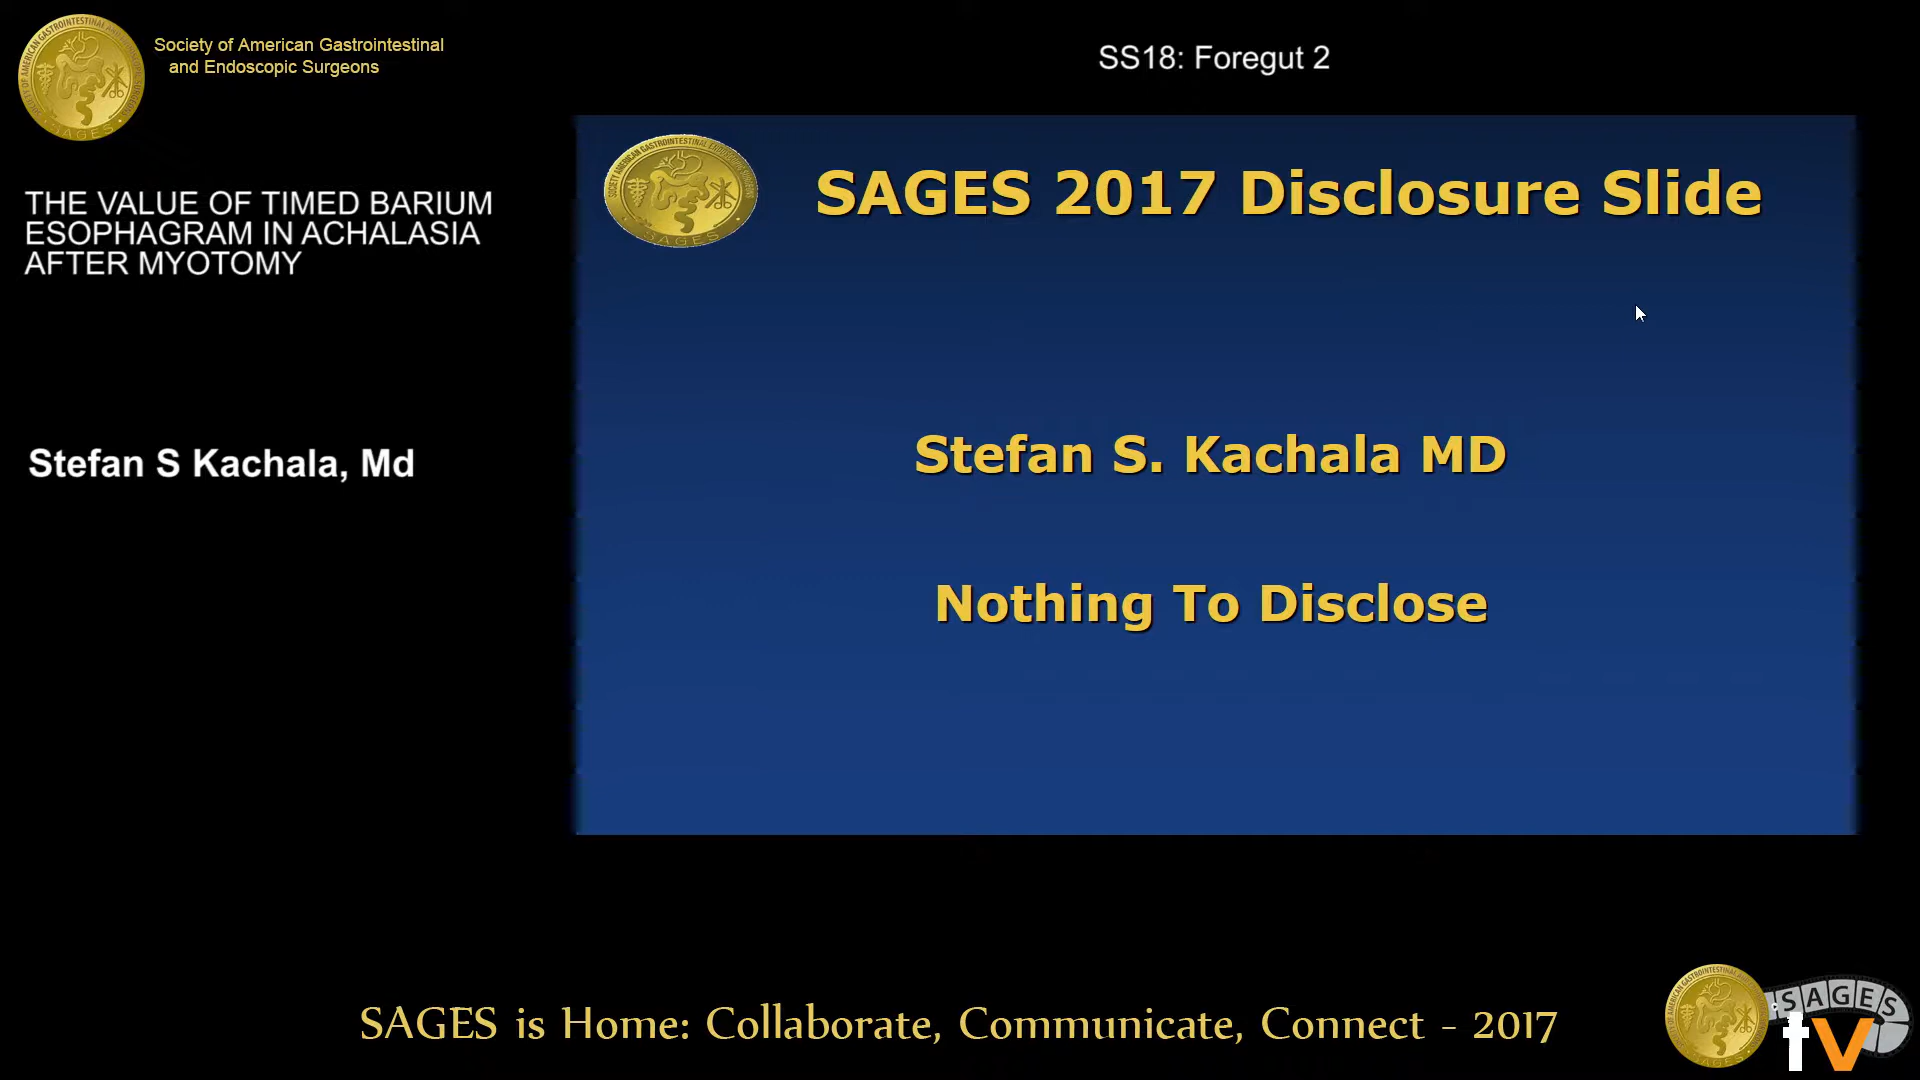 Society of American Gastrointestinal
and Endoscopic Surgeons
SS18: Foregut 2
THE VALUE OF TIMED BARIUM
ESOPHAGRAM IN ACHALASIA
AFTER MYOTOMY
Stefan S Kachala, Md
SAGES 2017 Disclosure Slide
Stefan S. Kachala MD
Nothing To Disclose
SAGES is Home: Collaborate, Communicate, Connect - 2017
SAGES
tv